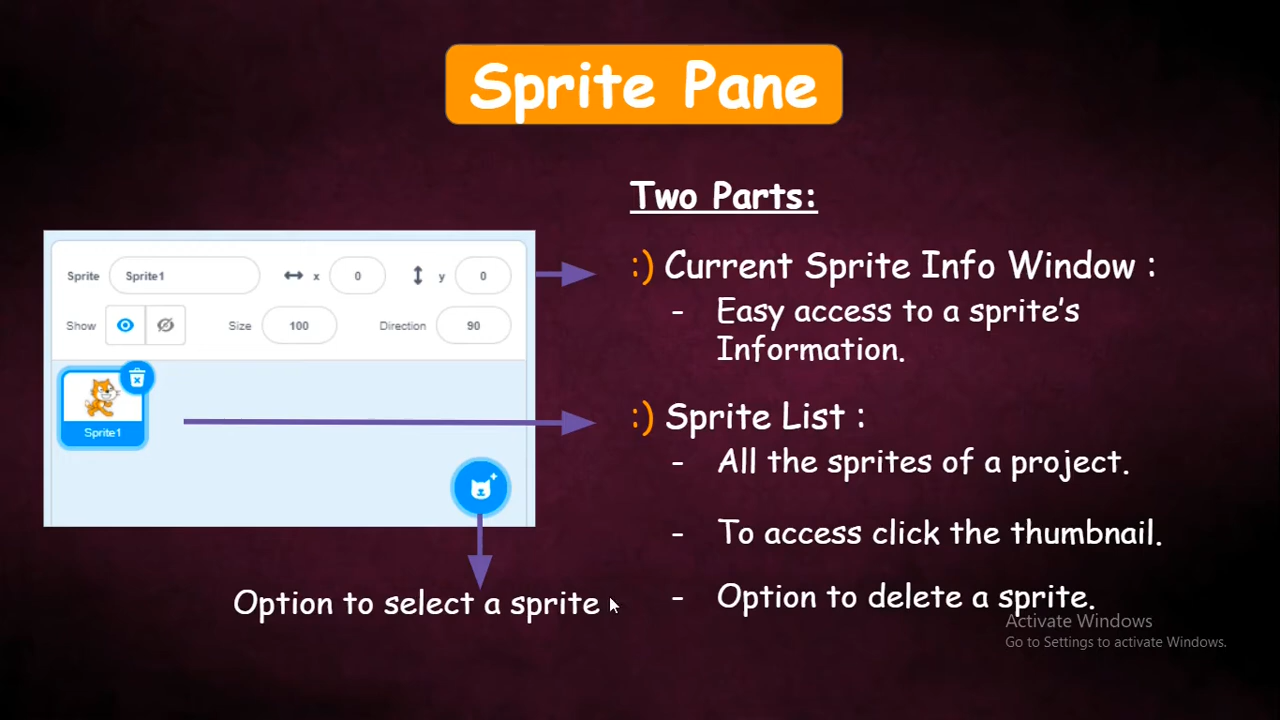 Sprite Pane
Two Parts:
Sprite Sprite1 x 0 y 0
Show Size 100 Direction 90
Sprite1
Option to select a sprite
:) Current Sprite Info Window :
- Easy access to a sprite's
Information.
:) Sprite List :
- All the sprites of a project.
- To access click the thumbnail.
- Option to delete a sprite.
Activate Windows
Go to Settings to activate Windows.